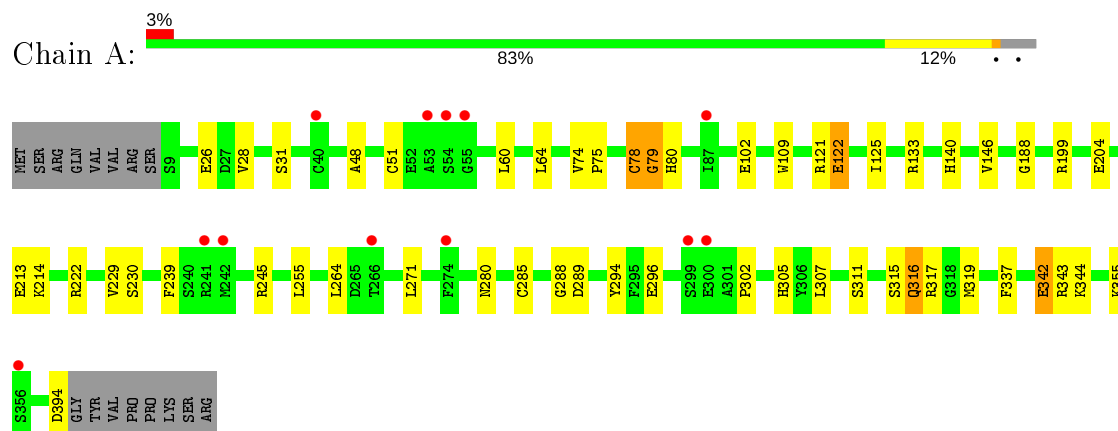 3%
Chain A:
83% 12% • •
MET SER ARG GLN VAL VAL ARG SER S9 E26 D27 V28 S31 C40 A48 C51 E52 A53 S54 G55 L60 L64 V74 P75 C78 G79 H80 I87 E102 W109 R121 E122 I125 R133 H140 V146 G188 R199 E204
E213 K214 R222 V229 S230 F239 S240 R241 M242 R245 L255 L264 D265 T266 L271 F274 N280 C285 G288 D289 Y294 F295 E296 S299 E300 A301 P302 H305 Y306 L307 S311 S315 Q316 R317 G318 M319 F337 E342 R343 K344 K355
S356 D394 GLY TYR VAL PRO PRO LYS SER ARG